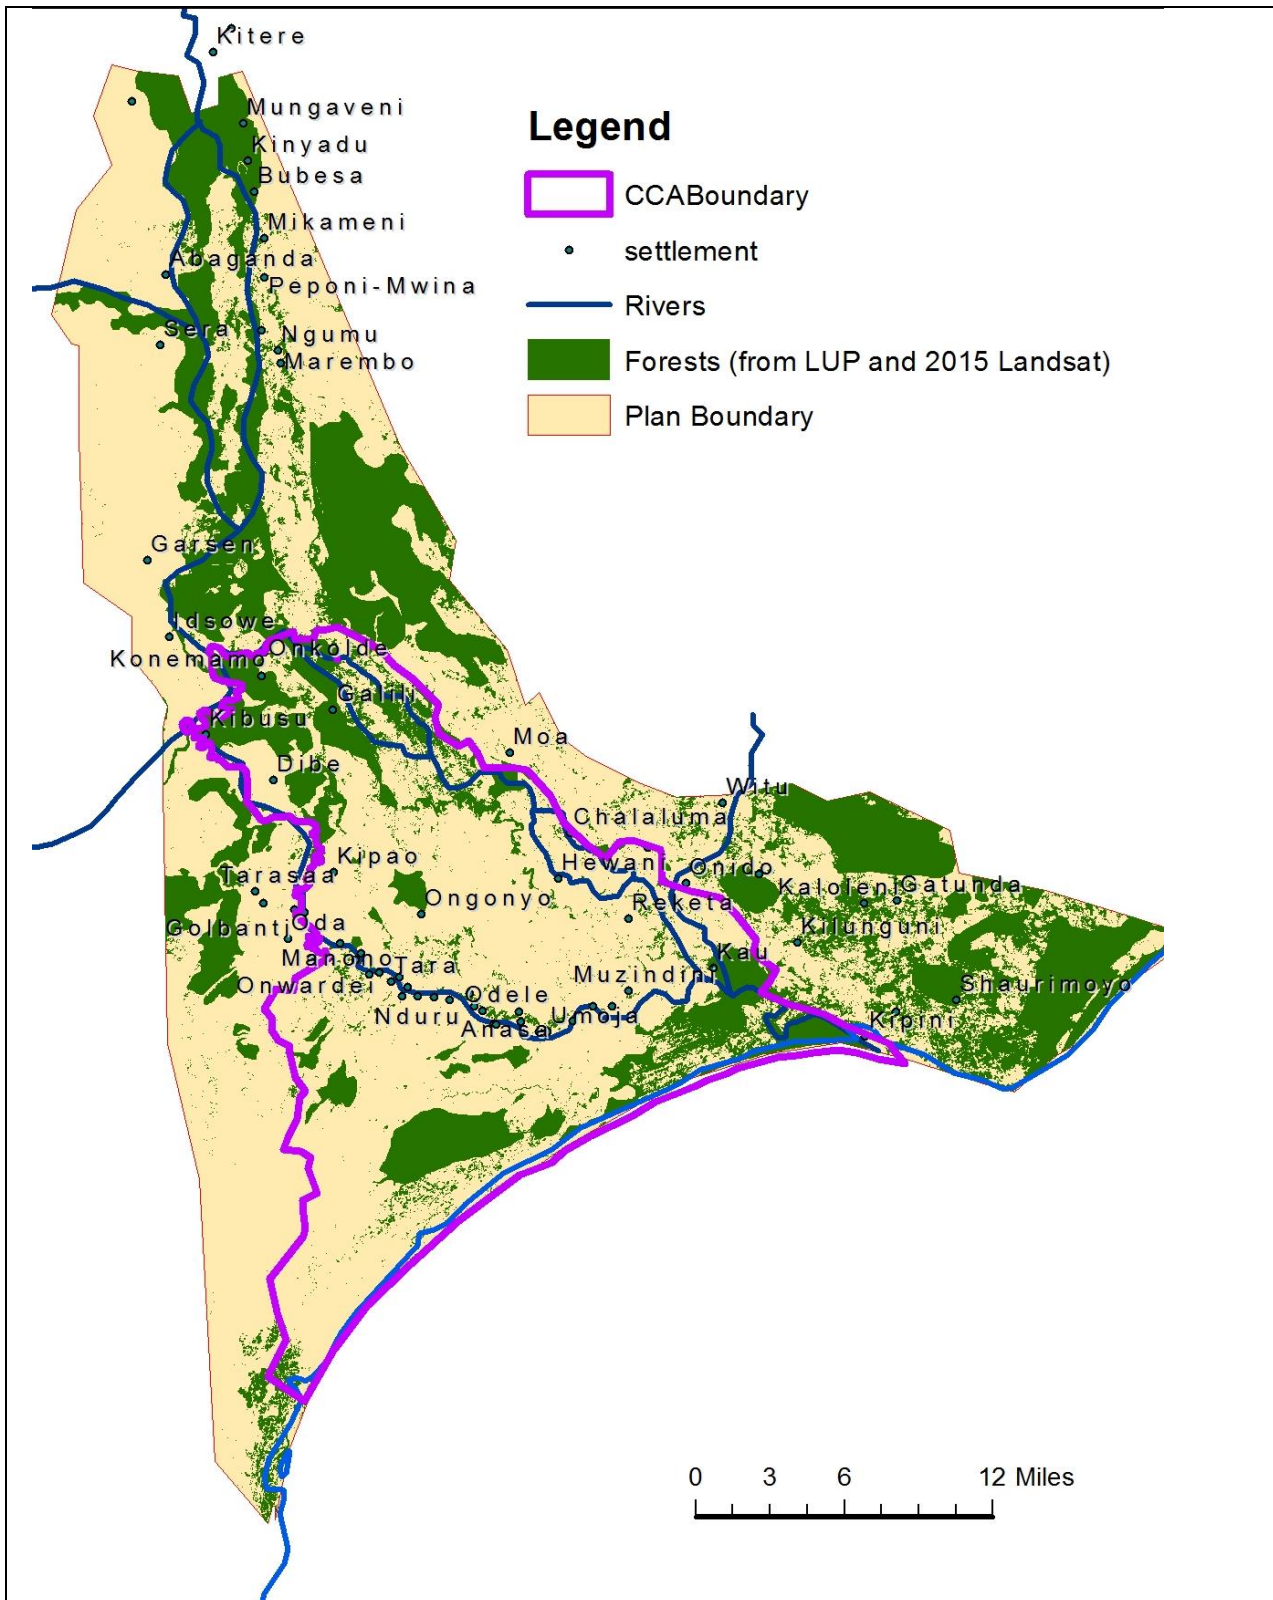 Kitere
Mungaveni
Kinyadu
Bubesa
Mikameni
Abaganda
Peponi-Mwina
Sera
Ngumu
Marembo
Garsen
Idsowe
Konemamo
Onkolde
Galili
Kibusu
Moa
Dibe
Witu
Chalaluma
Kipao
Hewani
Onido
Tarasaa
Ongonyo
Reketa
Kaloleni
Gatunda
Golbanti
Oda
Kilunguni
Manono
Tara
Muzindini
Kau
Onwardei
Odele
Shaurimoyo
Nduru
Anasa
Umoja
Kipini
Legend
CCABoundary
settlement
Rivers
Forests (from LUP and 2015 Landsat)
Plan Boundary
0 3 6 12 Miles